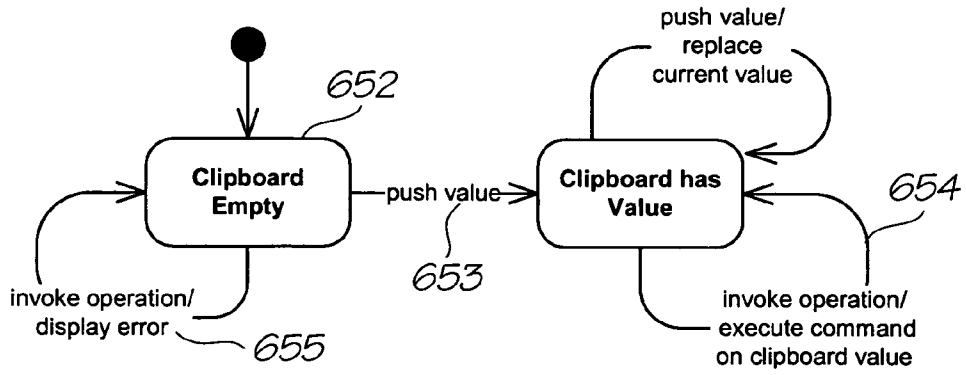 push value/
replace
current value
652
Clipboard
Empty
push value
Clipboard has
Value
654
653
invoke operation/
display error
655
invoke operation/
execute command
on clipboard value